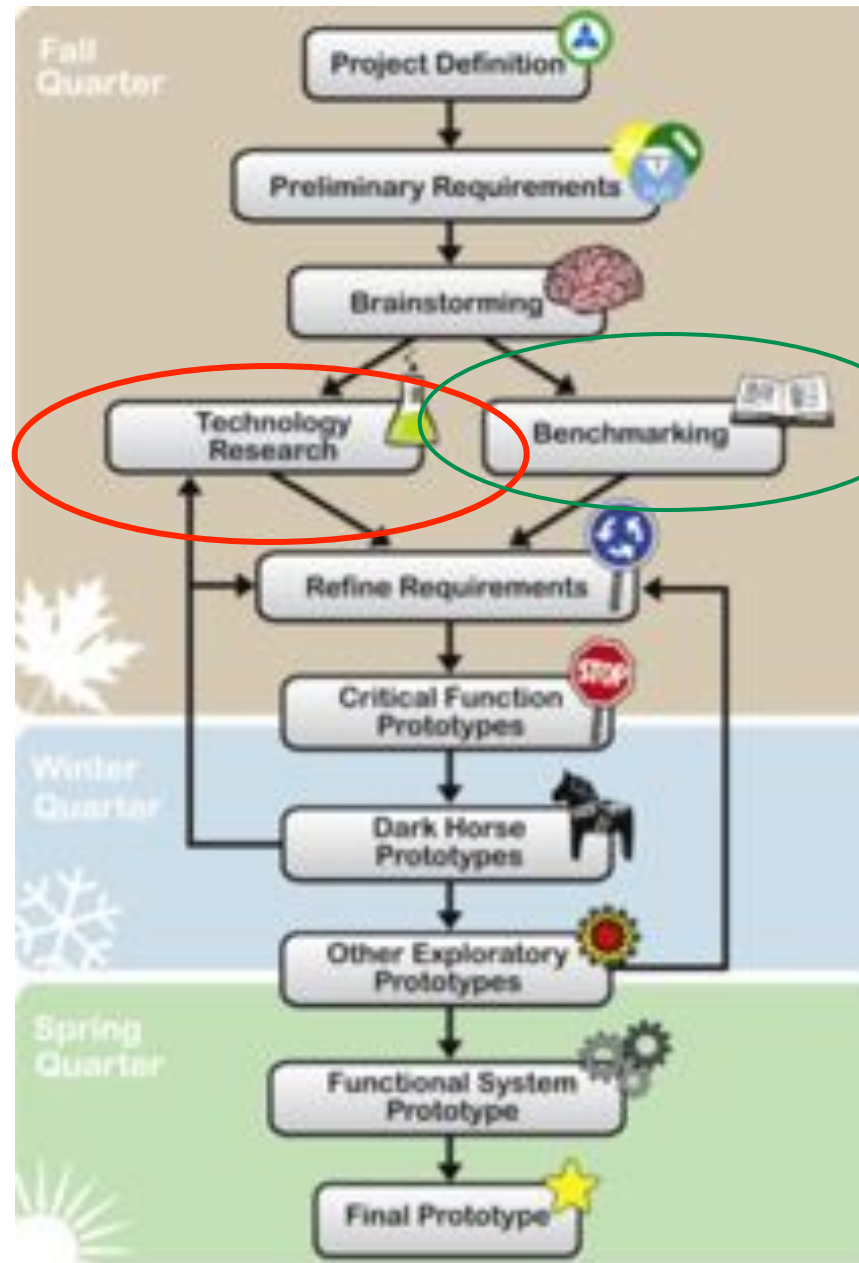 Fall
Quarter
Project Definition
Preliminary Requirements
Brainstorming
Technology
Research
Benchmarking
Refine Requirements
STOP
Critical Function
Prototypes
Winter
Quarter
Dark Horse
Prototypes
Other Exploratory
Prototypes
Spring
Quarter
Functional System
Prototype
Final Prototype